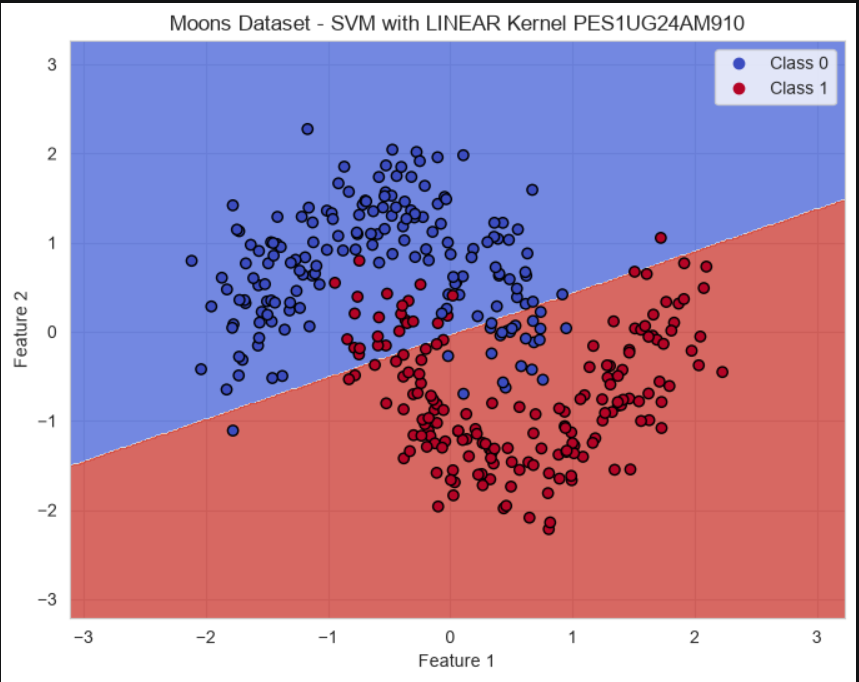 Moons Dataset - SVM with LINEAR Kernel PES1UG24AM910
Class 0
Class 1
3
2
1
0
−1
−2
−3
Feature 2
−3 −2 −1 0 1 2 3
Feature 1